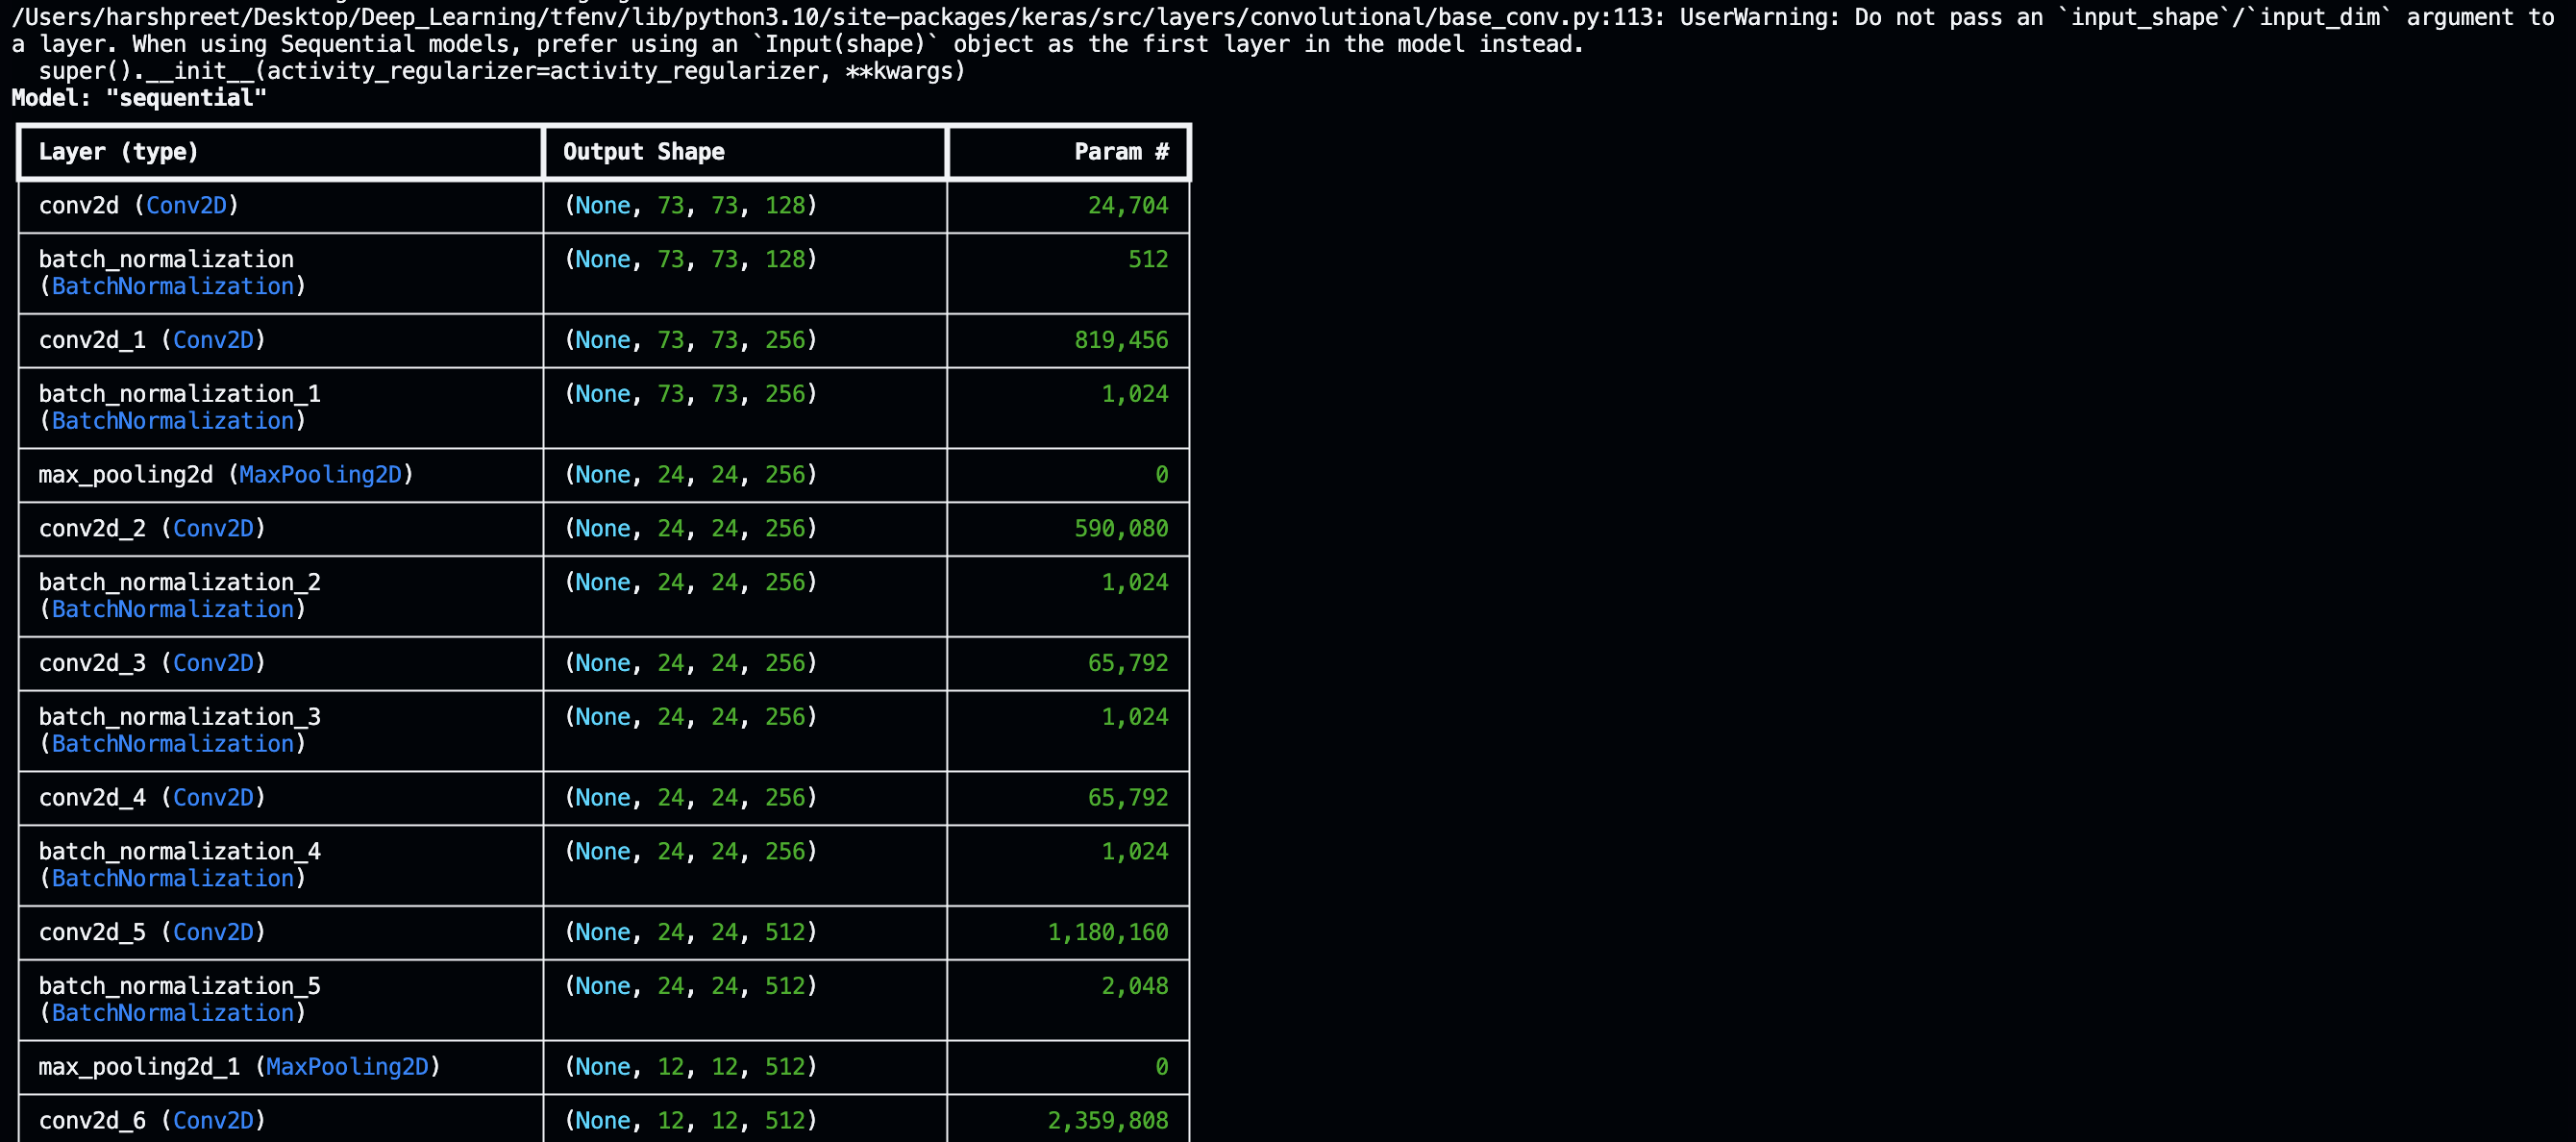 /Users/harshpreet/Desktop/Deep_Learning/tfenv/lib/python3.10/site-packages/keras/src/layers/convolutional/base_conv.py:113: UserWarning: Do not pass an `input_shape`/`input_dim` argument to
a layer. When using Sequential models, prefer using an `Input(shape)` object as the first layer in the model instead.
  super().__init__(activity_regularizer=activity_regularizer, **kwargs)
Model: "sequential"
Layer (type) Output Shape Param #
conv2d (Conv2D) (None, 73, 73, 128) 24,704
batch_normalization (None, 73, 73, 128) 512
(BatchNormalization)
conv2d_1 (Conv2D) (None, 73, 73, 256) 819,456
batch_normalization_1 (None, 73, 73, 256) 1,024
(BatchNormalization)
max_pooling2d (MaxPooling2D) (None, 24, 24, 256) 0
conv2d_2 (Conv2D) (None, 24, 24, 256) 590,080
batch_normalization_2 (None, 24, 24, 256) 1,024
(BatchNormalization)
conv2d_3 (Conv2D) (None, 24, 24, 256) 65,792
batch_normalization_3 (None, 24, 24, 256) 1,024
(BatchNormalization)
conv2d_4 (Conv2D) (None, 24, 24, 256) 65,792
batch_normalization_4 (None, 24, 24, 256) 1,024
(BatchNormalization)
conv2d_5 (Conv2D) (None, 24, 24, 512) 1,180,160
batch_normalization_5 (None, 24, 24, 512) 2,048
(BatchNormalization)
max_pooling2d_1 (MaxPooling2D) (None, 12, 12, 512) 0
conv2d_6 (Conv2D) (None, 12, 12, 512) 2,359,808